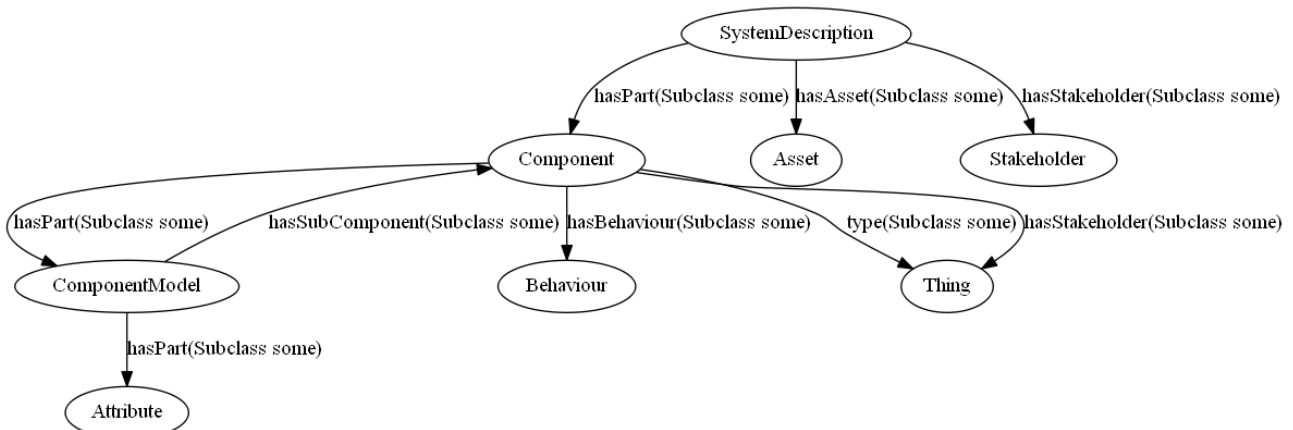 SystemDescription
hasPart(Subclass some)
hasAsset(Subclass some)
hasStakeholder(Subclass some)
Component
Asset
Stakeholder
hasPart(Subclass some)
hasSubComponent(Subclass some)
hasBehaviour(Subclass some)
type(Subclass some)
hasStakeholder(Subclass some)
ComponentModel
Behaviour
Thing
hasPart(Subclass some)
Attribute